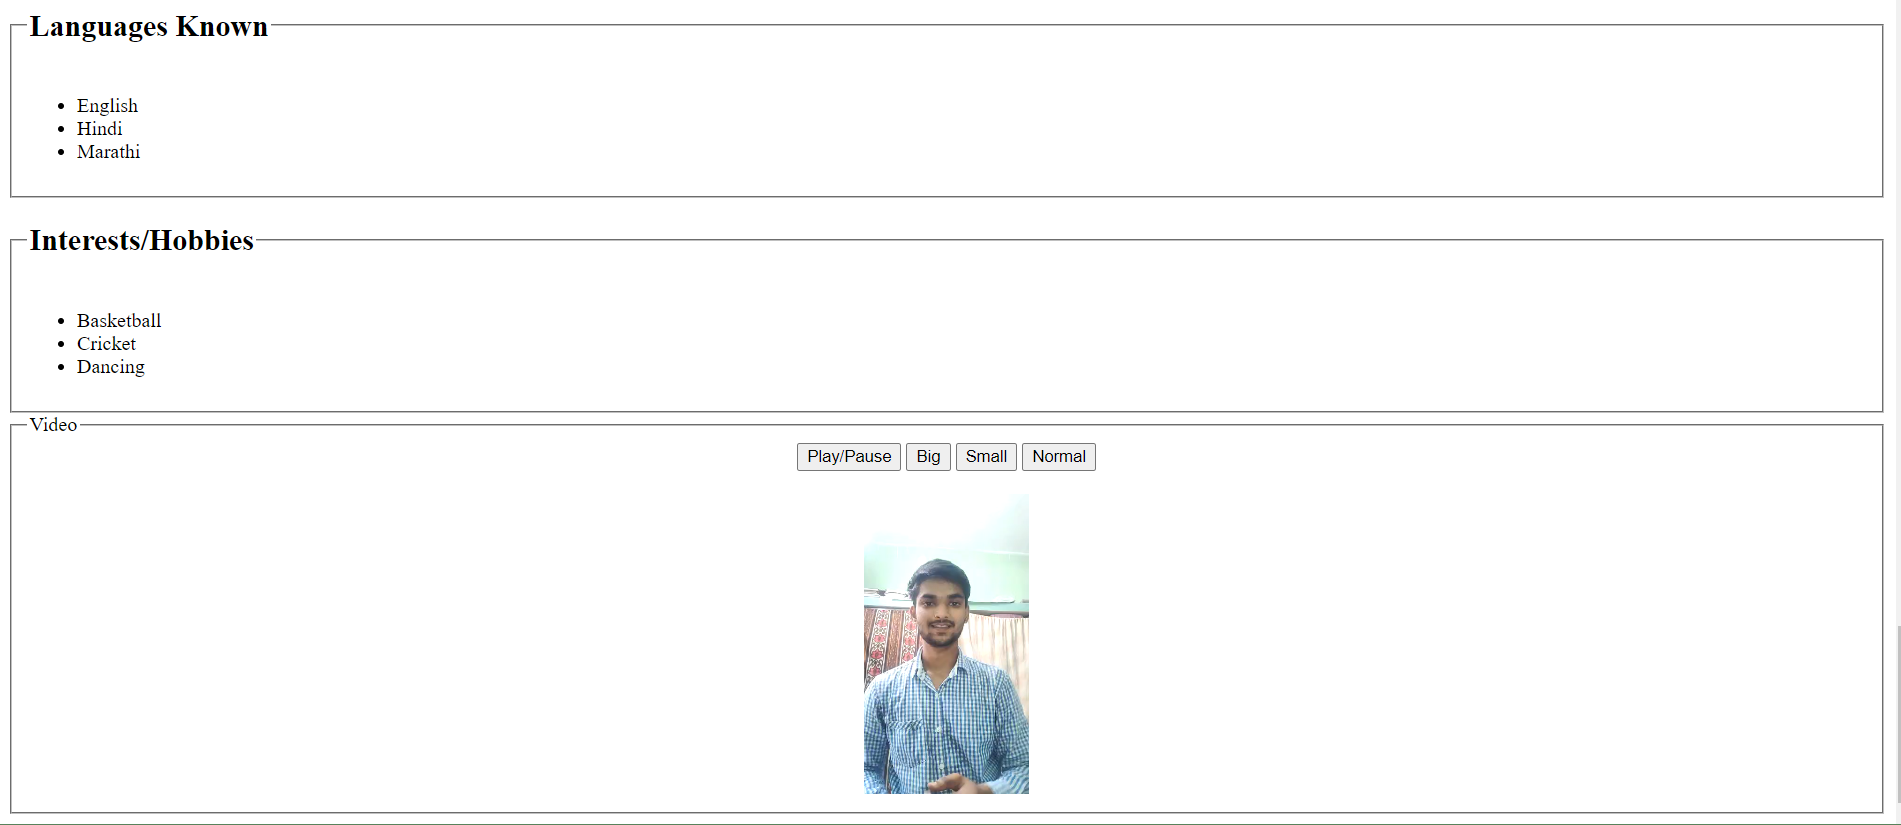 Languages Known
English
Hindi
Marathi
Interests/Hobbies
Basketball
Cricket
Dancing
Video
Play/Pause Big Small Normal